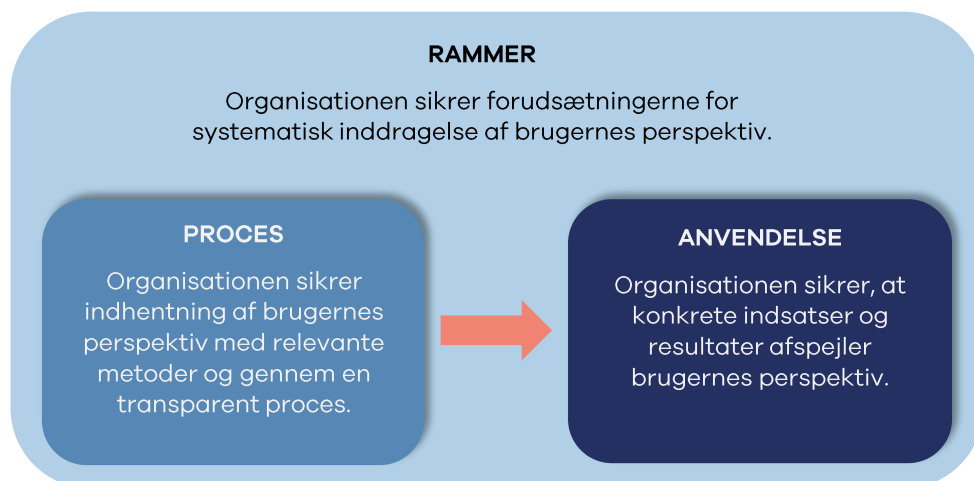 RAMMER
Organisationen sikrer forudsætningerne for
systematisk inddragelse af brugernes perspektiv.
PROCES
Organisationen sikrer
indhentning af brugernes
perspektiv med relevante
metoder og gennem en
transparent proces.
ANVENDELSE
Organisationen sikrer, at
konkrete indsatser og
resultater afspejler
brugernes perspektiv.